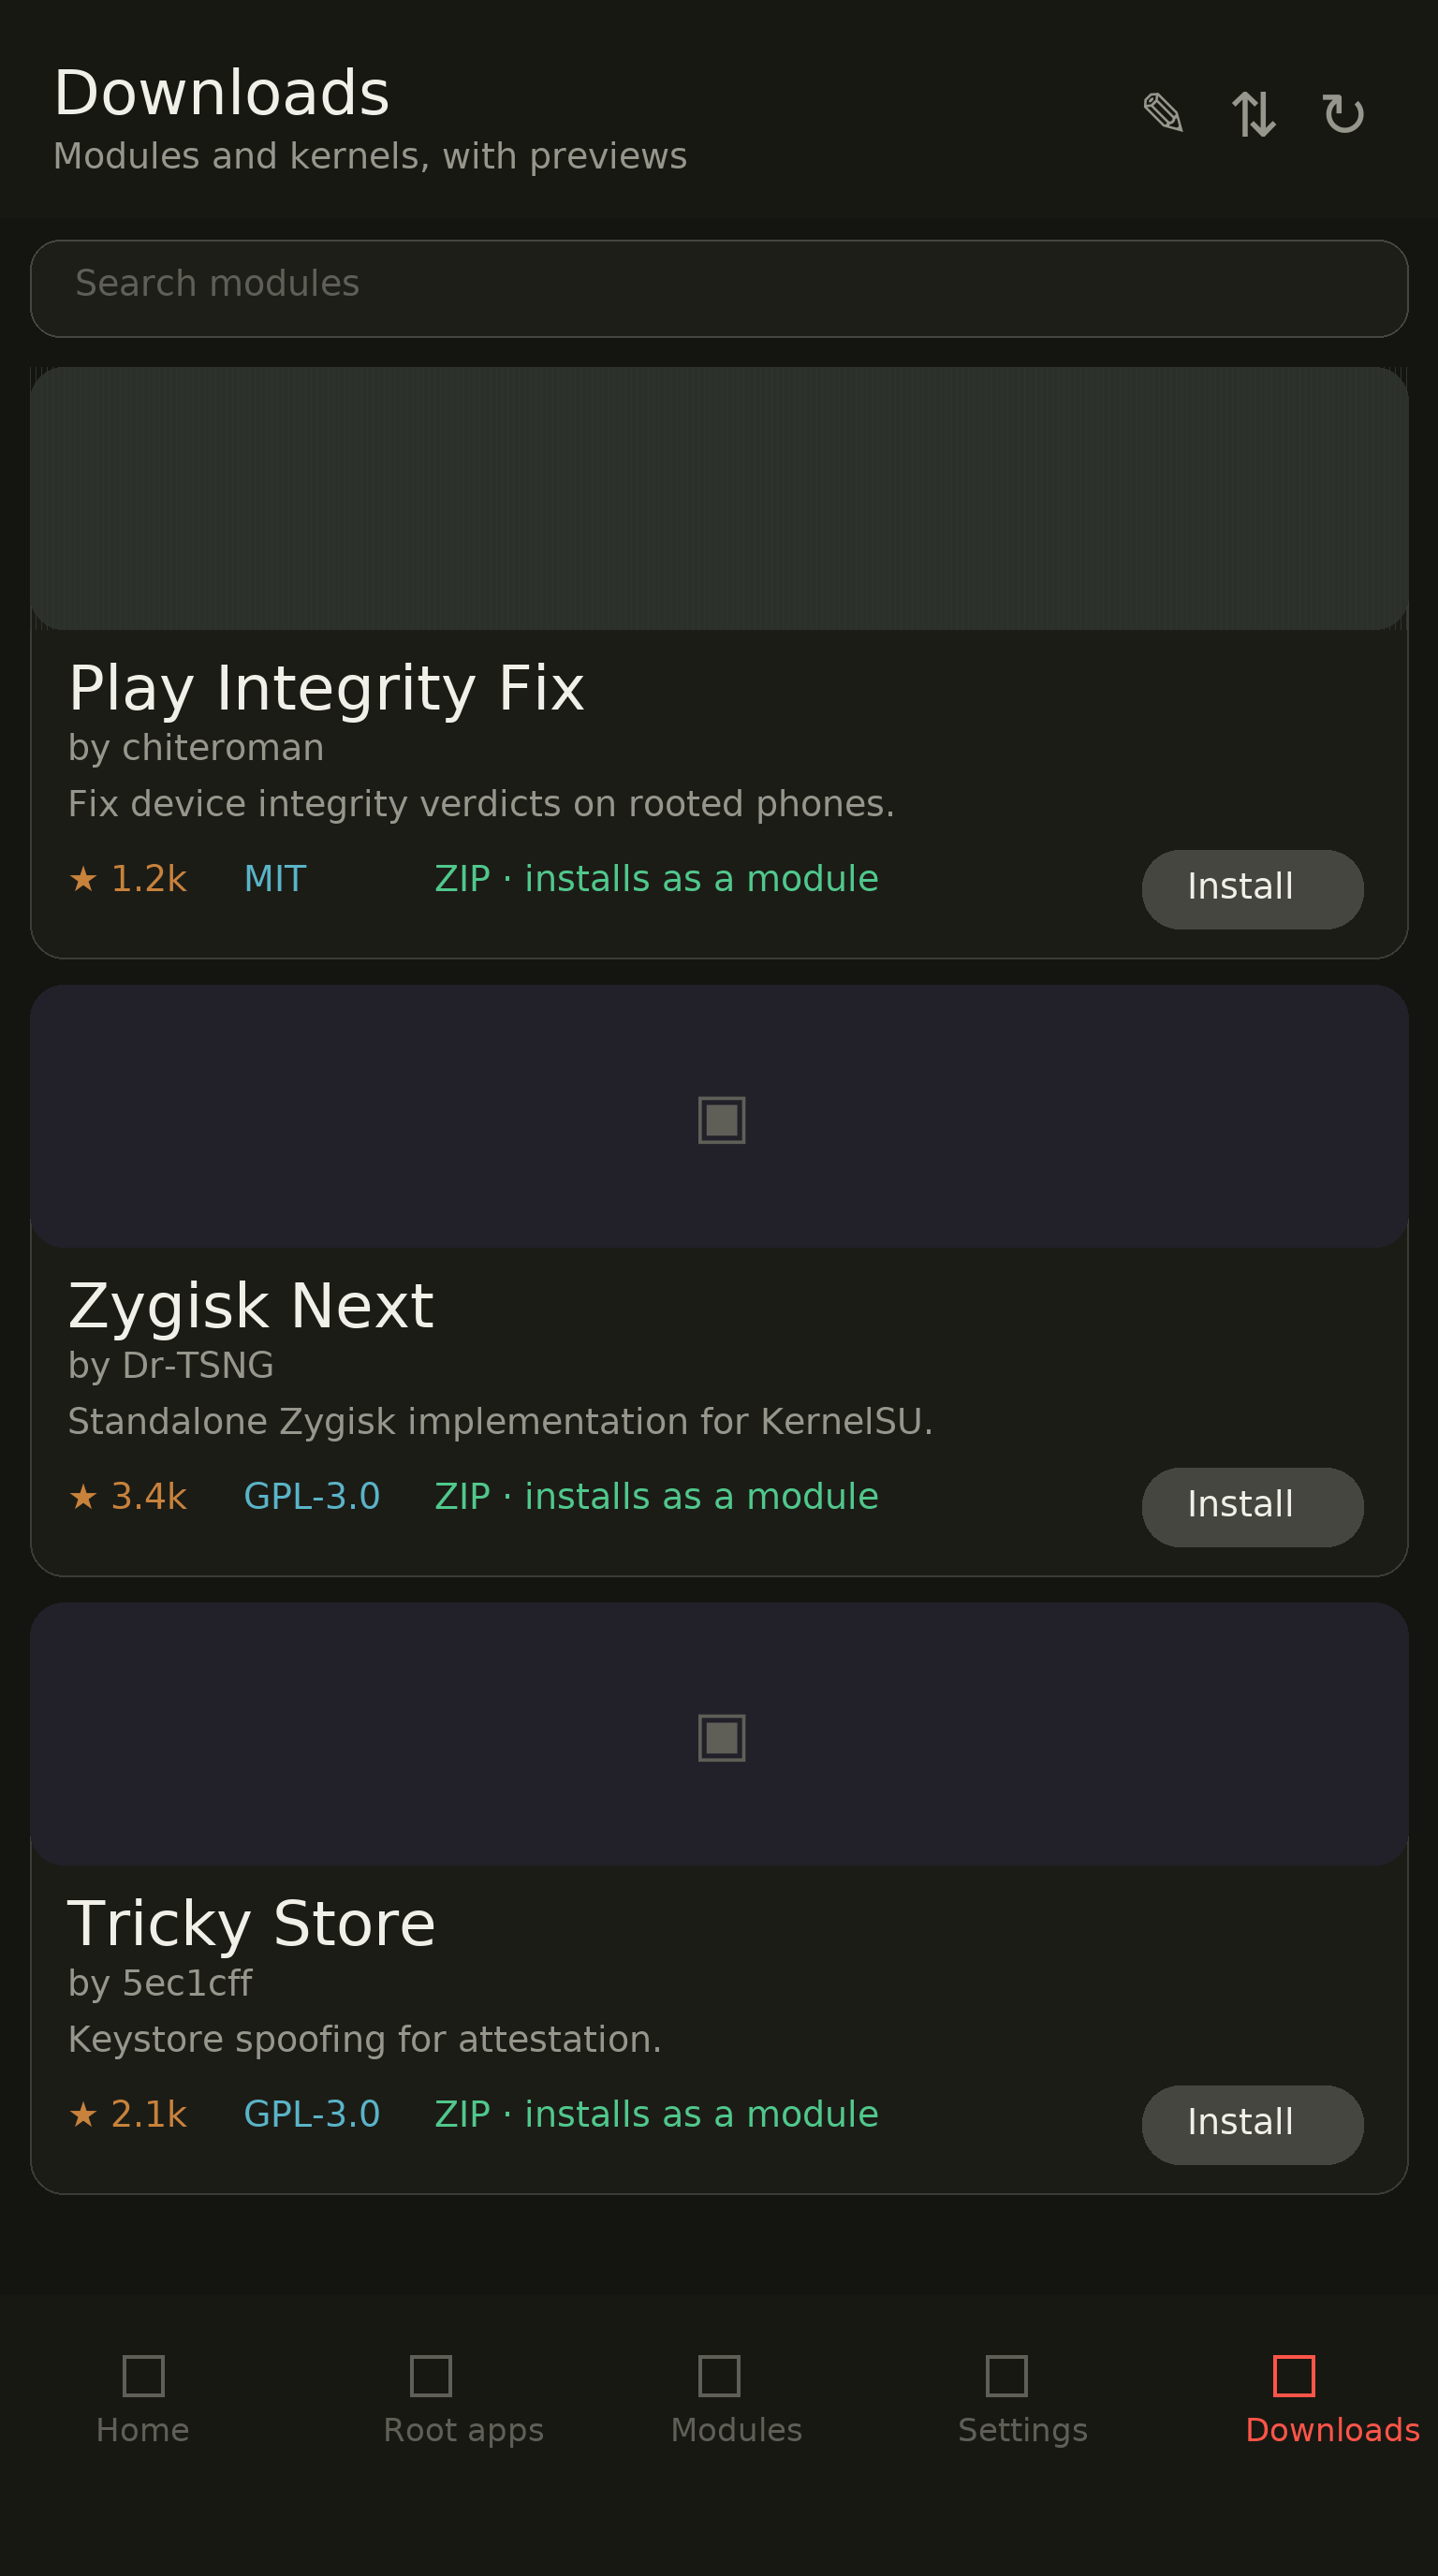 Downloads
Modules and kernels, with previews
Search modules
Play Integrity Fix
by chiteroman
Fix device integrity verdicts on rooted phones.
★ 1.2k MIT ZIP · installs as a module Install
Zygisk Next
by Dr-TSNG
Standalone Zygisk implementation for KernelSU.
★ 3.4k GPL-3.0 ZIP · installs as a module Install
Tricky Store
by 5ec1cff
Keystore spoofing for attestation.
★ 2.1k GPL-3.0 ZIP · installs as a module Install
Home Root apps Modules Settings Downloads